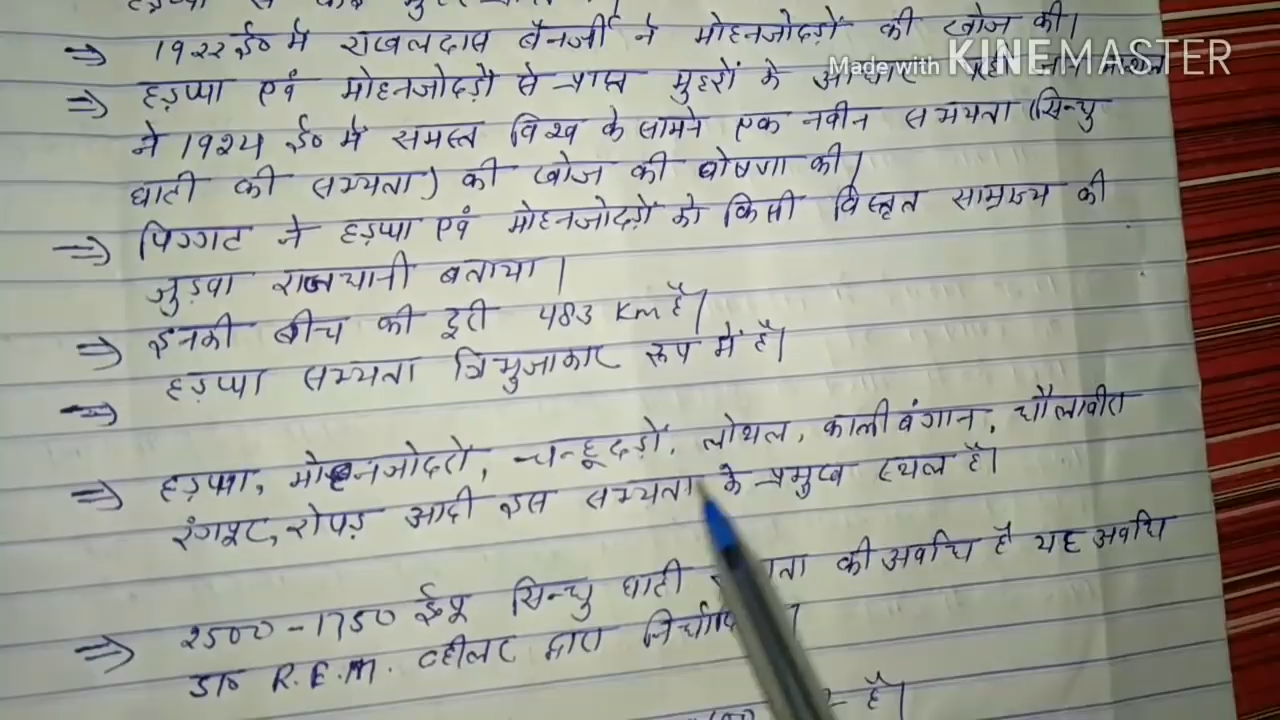 ⇒ 1922 ई० में राखलदास बैनर्जी ने मोहनजोदड़ों की खोज की।
Made with KINEMASTER
⇒ हड़प्पा एवं मोहनजोदड़ो से प्राप्त मुहरों के आधार
ने 1924 ई० में समस्त विश्व के सामने एक नवीन सभ्यता (सिन्धु
घाटी की सभ्यता) की खोज की घोषणा की।
⇒ पिग्गट ने हड़प्पा एवं मोहनजोदड़ों को किसी विस्तृत साम्राज्य की
जुड़वा राजधानी बताया।
⇒ इनकी बीच की दूरी 483 Km है।
⇒ हड़प्पा सभ्यता त्रिभुजाकार रूप में है।
⇒ हड़प्पा, मोहनजोदरो, चन्हूदड़ों, लोथल, कालीबंगान, धौलावीरा
रंगपुर, रोपड़ आदी इस सभ्यता के प्रमुख स्थल है।
⇒ 2500-1750 ई०पू सिन्धु घाटी की अवधि है यह अवधि
डा० R.E.M. व्हीलर द्वारा
है।